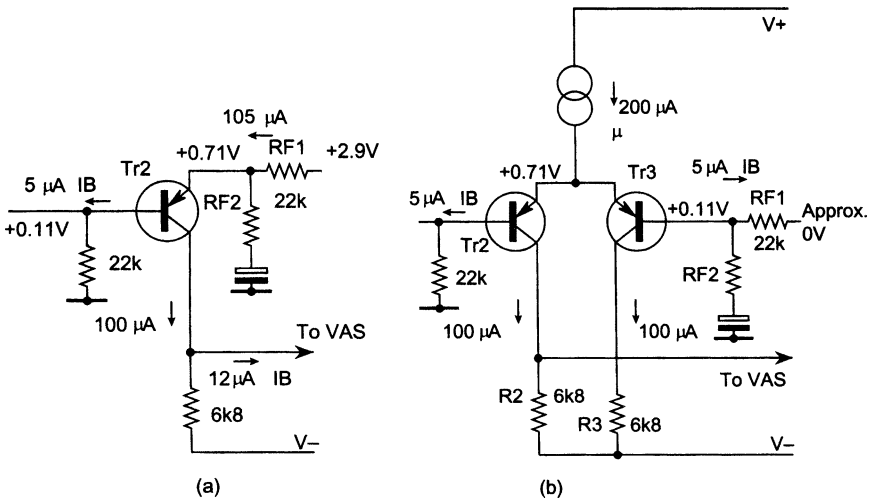 V+
200 µA
µ
105 µA
RF1
+2.9V
+0.71V
Tr2
5 µA IB
+0.11V
RF2
22k
22k
100 µA
To VAS
12µA IB
6k8
V–
(a)
+0.71V
Tr3
5 µA IB
RF1
5µA IB
+0.11V
Approx.
0V
Tr2
22k
22k
RF2
100 µA
100 µA
To VAS
R2
6k8
R3
6k8
V–
(b)